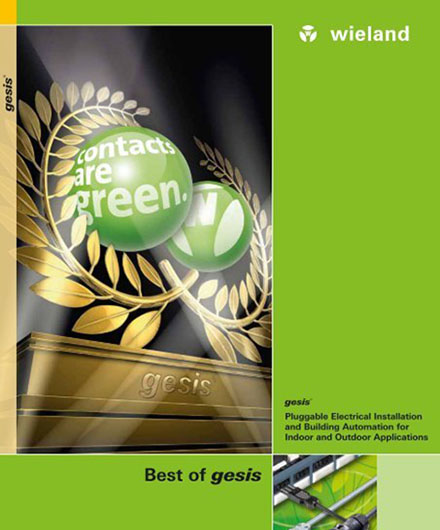 wieland
gesis®
contacts
are
green.
W
gesis
gesis®
Pluggable Electrical Installation
and Building Automation for
Indoor and Outdoor Applications
Best of gesis